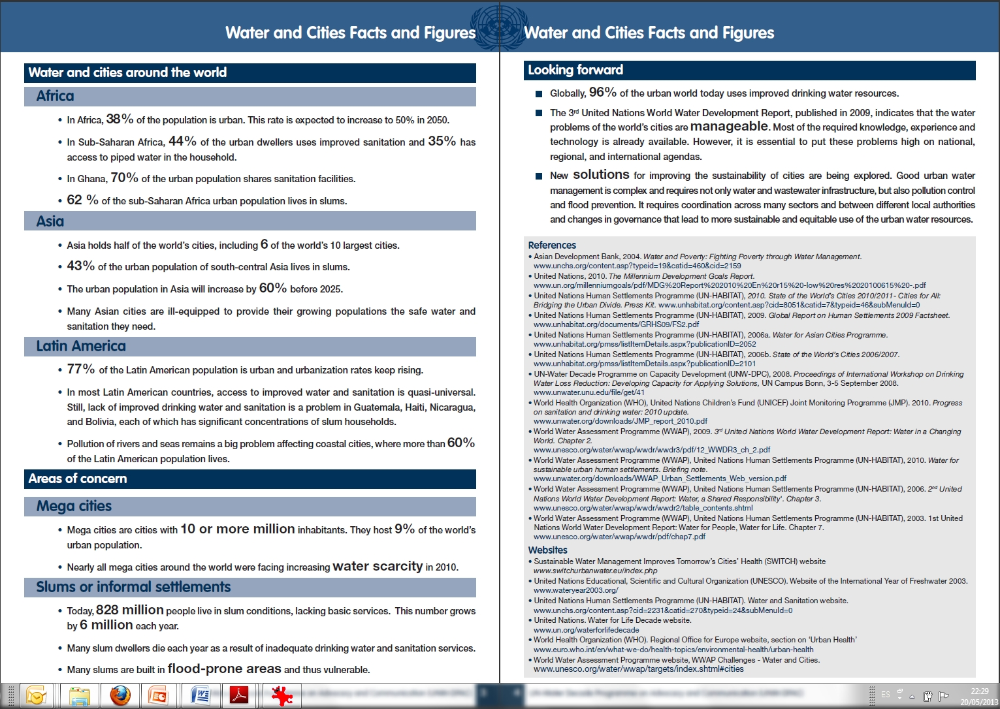 Water and Cities Facts and Figures
Water and cities around the world
Africa
• In Africa, 38% of the population is urban. This rate is expected to increase to 50% in 2050.
• In Sub-Saharan Africa, 44% of the urban dwellers uses improved sanitation and 35% has
access to piped water in the household.
• In Ghana, 70% of the urban population shares sanitation facilities.
• 62 % of the sub-Saharan Africa urban population lives in slums.
Asia
• Asia holds half of the world's cities, including 6 of the world's 10 largest cities.
• 43% of the urban population of south-central Asia lives in slums.
• The urban population in Asia will increase by 60% before 2025.
• Many Asian cities are ill-equipped to provide their growing populations the safe water and
sanitation they need.
Latin America
• 77% of the Latin American population is urban and urbanization rates keep rising.
• In most Latin American countries, access to improved water and sanitation is quasi-universal.
Still, lack of improved drinking water and sanitation is a problem in Guatemala, Haiti, Nicaragua,
and Bolivia, each of which has significant concentrations of slum households.
• Pollution of rivers and seas remains a big problem affecting coastal cities, where more than 60%
of the Latin American population lives.
Areas of concern
Mega cities
• Mega cities are cities with 10 or more million inhabitants. They host 9% of the world's
urban population.
• Nearly all mega cities around the world were facing increasing water scarcity in 2010.
Slums or informal settlements
• Today, 828 million people live in slum conditions, lacking basic services. This number grows
by 6 million each year.
• Many slum dwellers die each year as a result of inadequate drinking water and sanitation services.
• Many slums are built in flood-prone areas and thus vulnerable.
Water and Cities Facts and Figures
Looking forward
Globally, 96% of the urban world today uses improved drinking water resources.
The 3rd United Nations World Water Development Report, published in 2009, indicates that the water
problems of the world's cities are manageable. Most of the required knowledge, experience and
technology is already available. However, it is essential to put these problems high on national,
regional, and international agendas.
New solutions for improving the sustainability of cities are being explored. Good urban water
management is complex and requires not only water and wastewater infrastructure, but also pollution control
and flood prevention. It requires coordination across many sectors and between different local authorities
and changes in governance that lead to more sustainable and equitable use of the urban water resources.
References
• Asian Development Bank, 2004. Water and Poverty: Fighting Poverty through Water Management.
www.unchs.org/content.asp?typeid=19&catid=460&cid=2159
• United Nations, 2010. The Millennium Development Goals Report.
www.un.org/millenniumgoals/pdf/MDG%20Report%202010%20En%20r15%20-low%20res%2020100615%20-.pdf
• United Nations Human Settlements Programme (UN-HABITAT), 2010. State of the World's Cities 2010/2011- Cities for All:
Bridging the Urban Divide. Press Kit. www.unhabitat.org/content.asp?cid=8051&catid=7&typeid=46&subMenuId=0
• United Nations Human Settlements Programme (UN-HABITAT), 2009. Global Report on Human Settlements 2009 Factsheet.
www.unhabitat.org/documents/GRHS09/FS2.pdf
• United Nations Human Settlements Programme (UN-HABITAT), 2006a. Water for Asian Cities Programme.
www.unhabitat.org/pmss/listItemDetails.aspx?publicationID=2052
• United Nations Human Settlements Programme (UN-HABITAT), 2006b. State of the World's Cities 2006/2007.
www.unhabitat.org/pmss/listItemDetails.aspx?publicationID=2101
• UN-Water Decade Programme on Capacity Development (UNW-DPC), 2008. Proceedings of International Workshop on Drinking
Water Loss Reduction: Developing Capacity for Applying Solutions, UN Campus Bonn, 3-5 September 2008.
www.unwater.unu.edu/file/get/41
• World Health Organization (WHO), United Nations Children's Fund (UNICEF) Joint Monitoring Programme (JMP). 2010. Progress
on sanitation and drinking water: 2010 update.
www.unwater.org/downloads/JMP_report_2010.pdf
• World Water Assessment Programme (WWAP), 2009. 3rd United Nations World Water Development Report: Water in a Changing
World. Chapter 2.
www.unesco.org/water/wwap/wwdr/wwdr3/pdf/12_WWDR3_ch_2.pdf
• World Water Assessment Programme (WWAP), United Nations Human Settlements Programme (UN-HABITAT), 2010. Water for
sustainable urban human settlements. Briefing note.
www.unwater.org/downloads/WWAP_Urban_Settlements_Web_version.pdf
• World Water Assessment Programme (WWAP), United Nations Human Settlements Programme (UN-HABITAT), 2006. 2nd United
Nations World Water Development Report: Water, a Shared Responsibility'. Chapter 3.
www.unesco.org/water/wwap/wwdr/wwdr2/table_contents.shtml
• World Water Assessment Programme (WWAP), United Nations Human Settlements Programme (UN-HABITAT), 2003. 1st United
Nations World Water Development Report: Water for People, Water for Life. Chapter 7.
www.unesco.org/water/wwap/wwdr/pdf/chap7.pdf
Websites
• Sustainable Water Management Improves Tomorrow's Cities' Health (SWITCH) website
www.switchurbanwater.eu/index.php
• United Nations Educational, Scientific and Cultural Organization (UNESCO). Website of the International Year of Freshwater 2003.
www.wateryear2003.org/
• United Nations Human Settlements Programme (UN-HABITAT). Water and Sanitation website.
www.unchs.org/content.asp?cid=2231&catid=270&typeid=24&subMenuId=0
• United Nations. Water for Life Decade website.
www.un.org/waterforlifedecade
• World Health Organization (WHO). Regional Office for Europe website, section on 'Urban Health'
www.euro.who.int/en/what-we-do/health-topics/environmental-health/urban-health
• World Water Assessment Programme website, WWAP Challenges - Water and Cities.
www.unesco.org/water/wwap/targets/index.shtml#cities
ES
22:29
20/05/2013